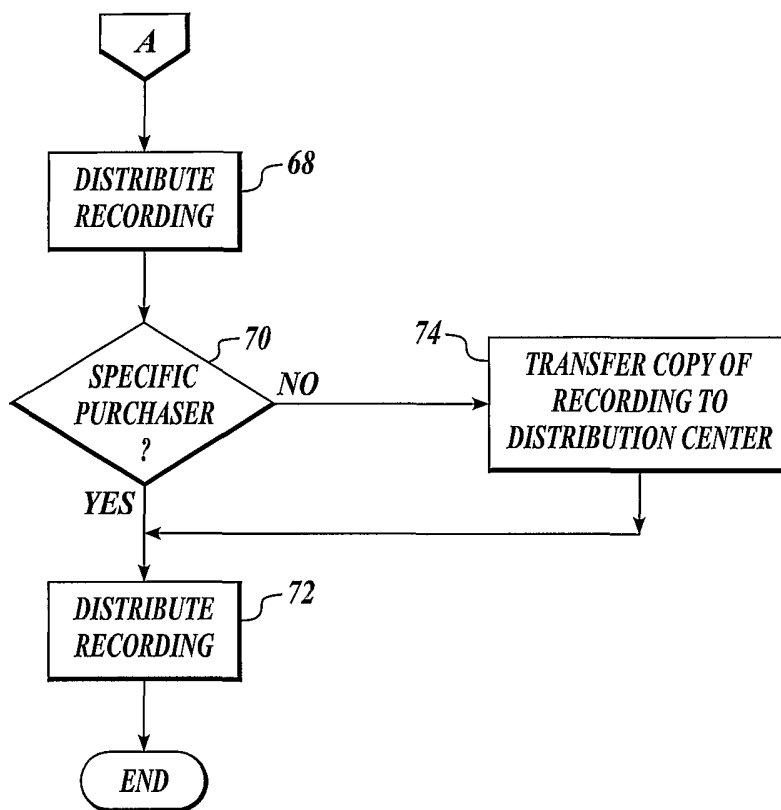 A
DISTRIBUTE
RECORDING
68
70
SPECIFIC
PURCHASER
?
NO
YES
74
TRANSFER COPY OF
RECORDING TO
DISTRIBUTION CENTER
DISTRIBUTE
RECORDING
72
END